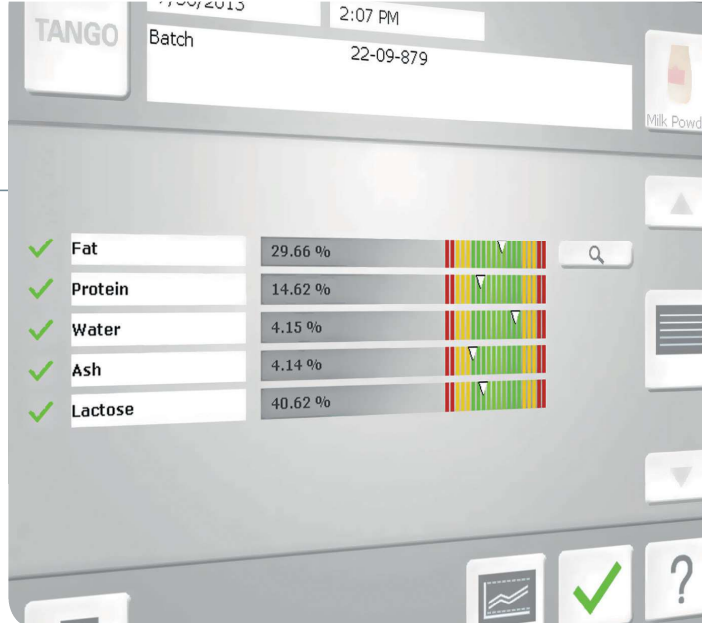 2:07 PM
TANGO
Batch
22-09-879
Milk Powd
Fat 29.66 %
Protein 14.62 %
Water 4.15 %
Ash 4.14 %
Lactose 40.62 %
?